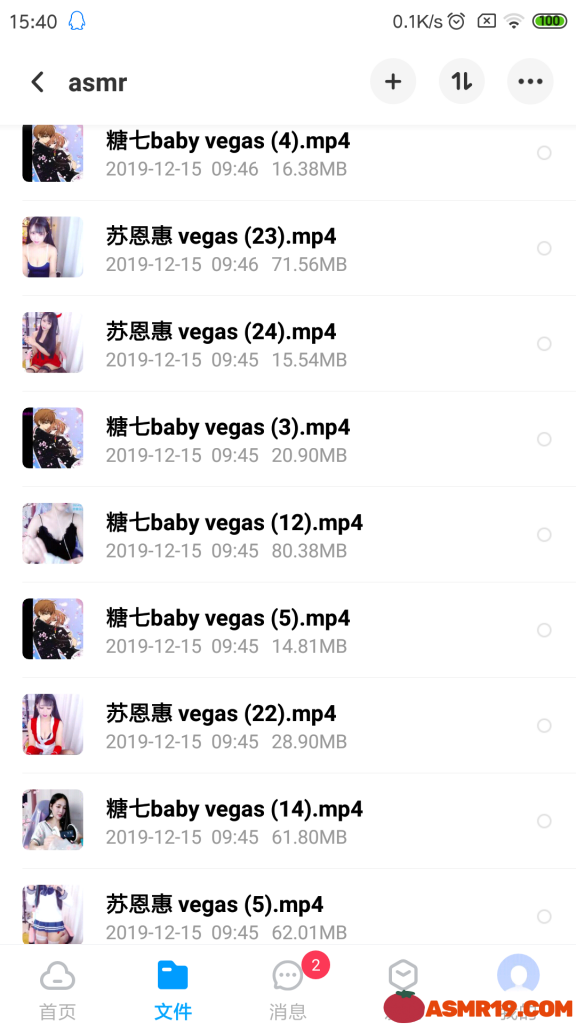 15:40
0.1K/s
100
asmr
糖七baby vegas (4).mp4
2019-12-15 09:46 16.38MB
苏恩惠 vegas (23).mp4
2019-12-15 09:46 71.56MB
苏恩惠 vegas (24).mp4
2019-12-15 09:45 15.54MB
糖七baby vegas (3).mp4
2019-12-15 09:45 20.90MB
糖七baby vegas (12).mp4
2019-12-15 09:45 80.38MB
糖七baby vegas (5).mp4
2019-12-15 09:45 14.81MB
苏恩惠 vegas (22).mp4
2019-12-15 09:45 28.90MB
糖七baby vegas (14).mp4
2019-12-15 09:45 61.80MB
苏恩惠 vegas (5).mp4
2019-12-15 09:45 62.01MB
2
首页
文件
消息
ASMR19.COM